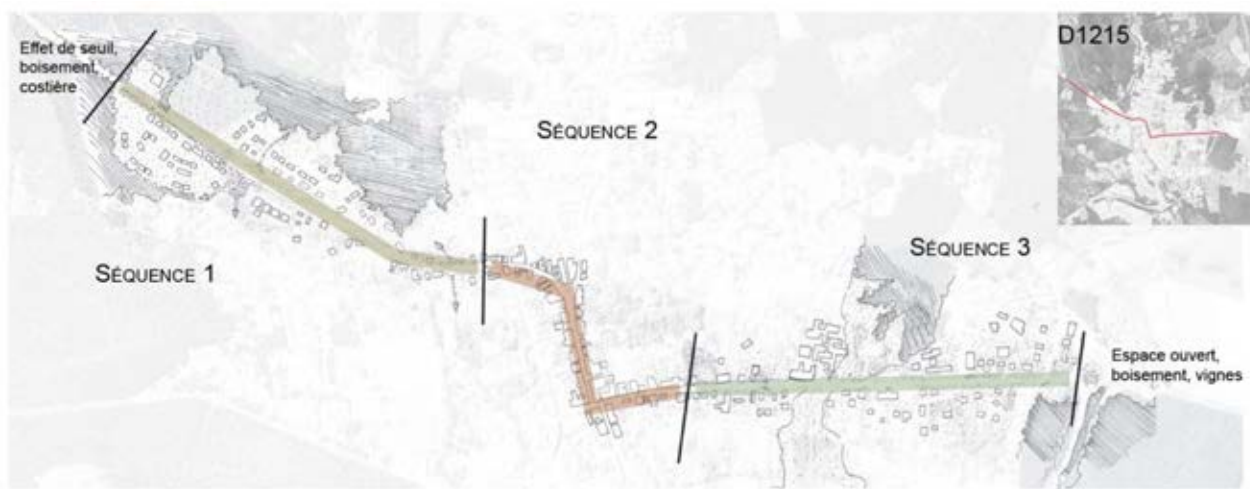 Effet de seuil,
boisement,
costière
D1215
SÉQUENCE 2
SÉQUENCE 1
SÉQUENCE 3
Espace ouvert,
boisement, vignes